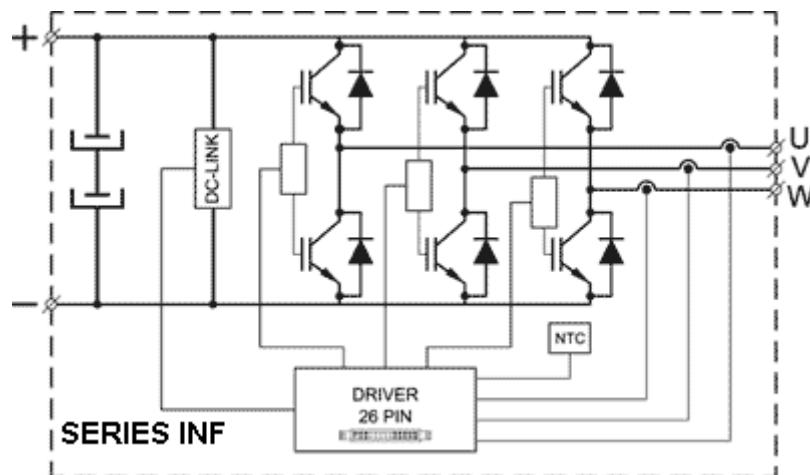 +
U
V
W
DC-LINK
−
NTC
DRIVER
26 PIN
SERIES INF